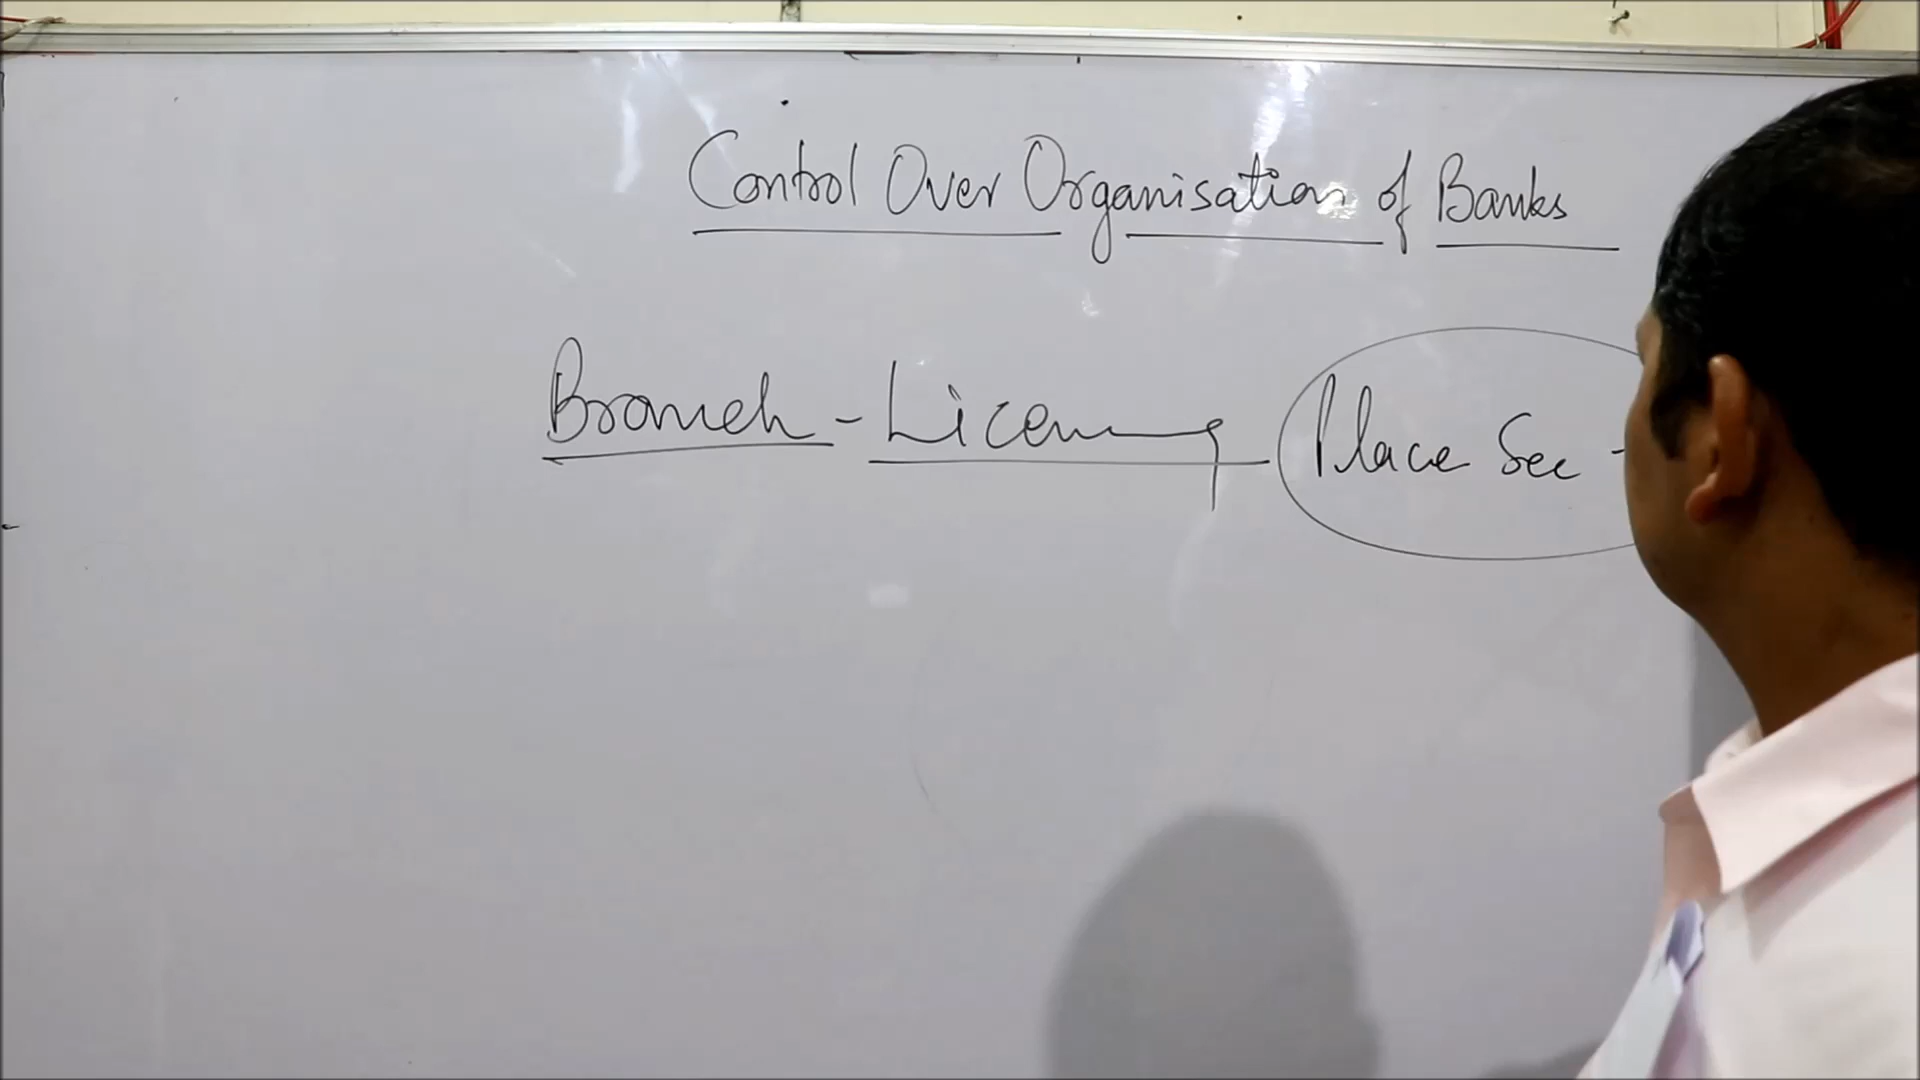 Control Over Organisation of Banks
Branch - Licensing Place Sec -